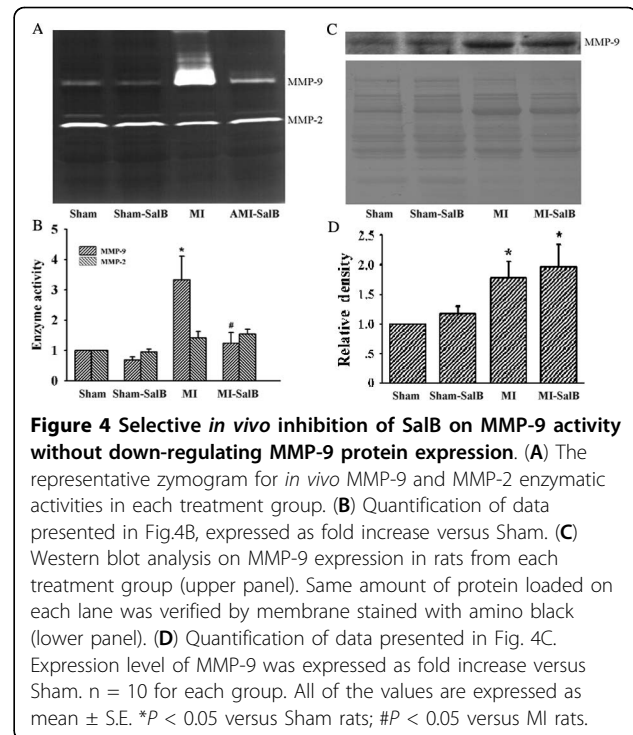 A
C
MMP-9
MMP-9
MMP-2
Sham Sham-SalB MI AMI-SalB
Sham Sham-SalB MI MI-SalB
B
D
5
4
3
2
1
0
Enzyme activity
MMP-9
MMP-2
*
#
Sham Sham-SalB MI MI-SalB
2.5
2.0
1.5
1.0
.5
0
Relative density
*
*
Sham Sham-SalB MI MI-SalB
Figure 4 Selective in vivo inhibition of SalB on MMP-9 activity
without down-regulating MMP-9 protein expression. (A) The
representative zymogram for in vivo MMP-9 and MMP-2 enzymatic
activities in each treatment group. (B) Quantification of data
presented in Fig.4B, expressed as fold increase versus Sham. (C)
Western blot analysis on MMP-9 expression in rats from each
treatment group (upper panel). Same amount of protein loaded on
each lane was verified by membrane stained with amino black
(lower panel). (D) Quantification of data presented in Fig. 4C.
Expression level of MMP-9 was expressed as fold increase versus
Sham. n = 10 for each group. All of the values are expressed as
mean ± S.E. *P < 0.05 versus Sham rats; #P < 0.05 versus MI rats.